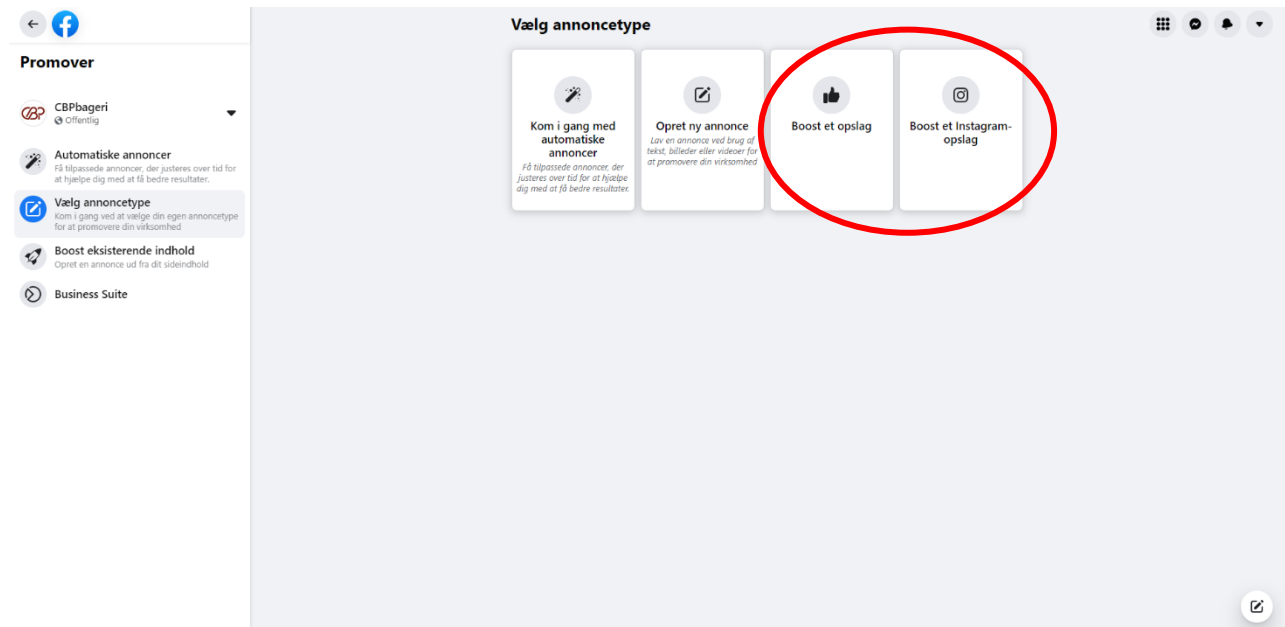 Vælg annoncetype
Promover
CBP
CBPbageri
Offentlig
Automatiske annoncer
Få tilpassede annoncer, der justeres over tid for
at hjælpe dig med at få bedre resultater.
Vælg annoncetype
Kom i gang ved at vælge din egen annoncetype
for at promovere din virksomhed
Boost eksisterende indhold
Opret en annonce ud fra dit sideindhold
Business Suite
Kom i gang med
automatiske
annoncer
Få tilpassede annoncer, der
justeres over tid for at hjælpe
dig med at få bedre resultater.
Opret ny annonce
Lav en annonce ved brug af
tekst, billeder eller videoer for
at promovere din virksomhed
Boost et opslag
Boost et Instagram-
opslag